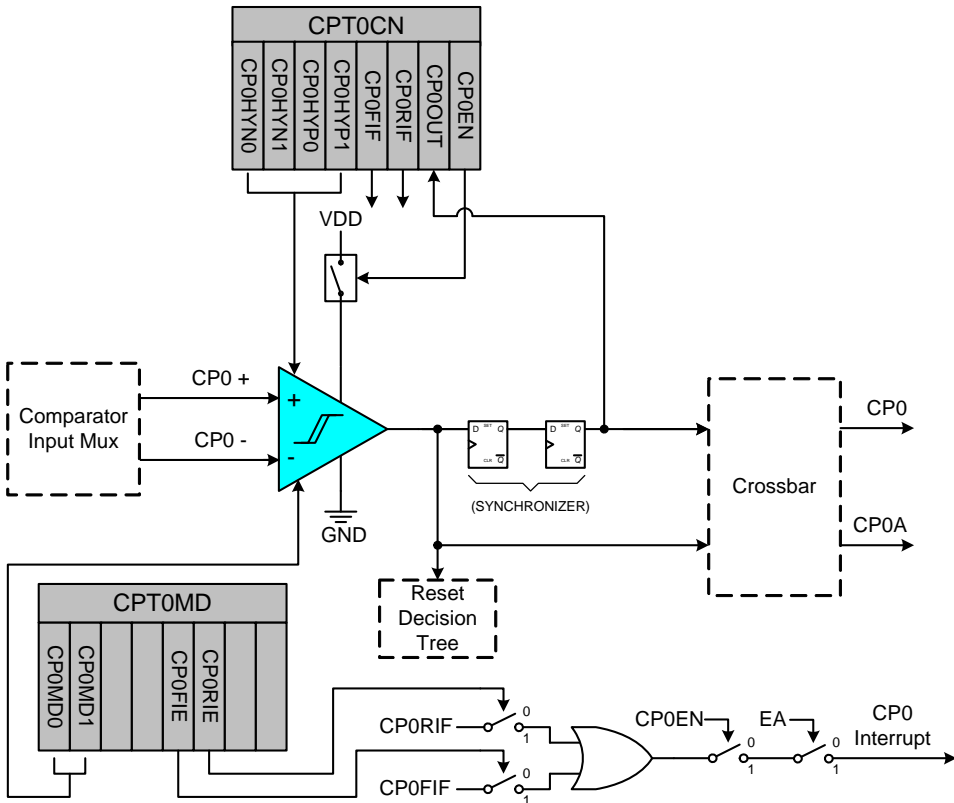 CPT0CN
CP0HYN0
CP0HYN1
CP0HYP0
CP0HYP1
CP0FIF
CP0RIF
CP0OUT
CP0EN
VDD
Comparator
Input Mux
CP0 +
CP0 -
+
-
GND
D SET Q
CLR Q
D SET Q
CLR Q
(SYNCHRONIZER)
Crossbar
CP0
CP0A
Reset
Decision
Tree
CPT0MD
CP0MD0
CP0MD1
CP0FIE
CP0RIE
CP0RIF
0
1
CP0FIF
0
1
CP0EN
0
1
EA
0
1
CP0
Interrupt